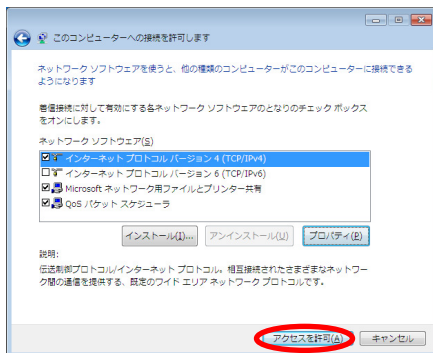 このコンピューターへの接続を許可します
ネットワーク ソフトウェアを使うと、他の種類のコンピューターがこのコンピューターに接続できる
ようになります
着信接続に対して有効にする各ネットワーク ソフトウェアのとなりのチェック ボックス
をオンにします。
ネットワーク ソフトウェア(S)
インターネット プロトコル バージョン 4 (TCP/IPv4)
インターネット プロトコル バージョン 6 (TCP/IPv6)
Microsoft ネットワーク用ファイルとプリンター共有
QoS パケット スケジューラ
インストール(I)... アンインストール(U) プロパティ(R)
説明:
伝送制御プロトコル/インターネット プロトコル。相互接続されたさまざまなネットワー
ク間の通信を提供する、既定のワイド エリア ネットワーク プロトコルです。
アクセスを許可(A) キャンセル